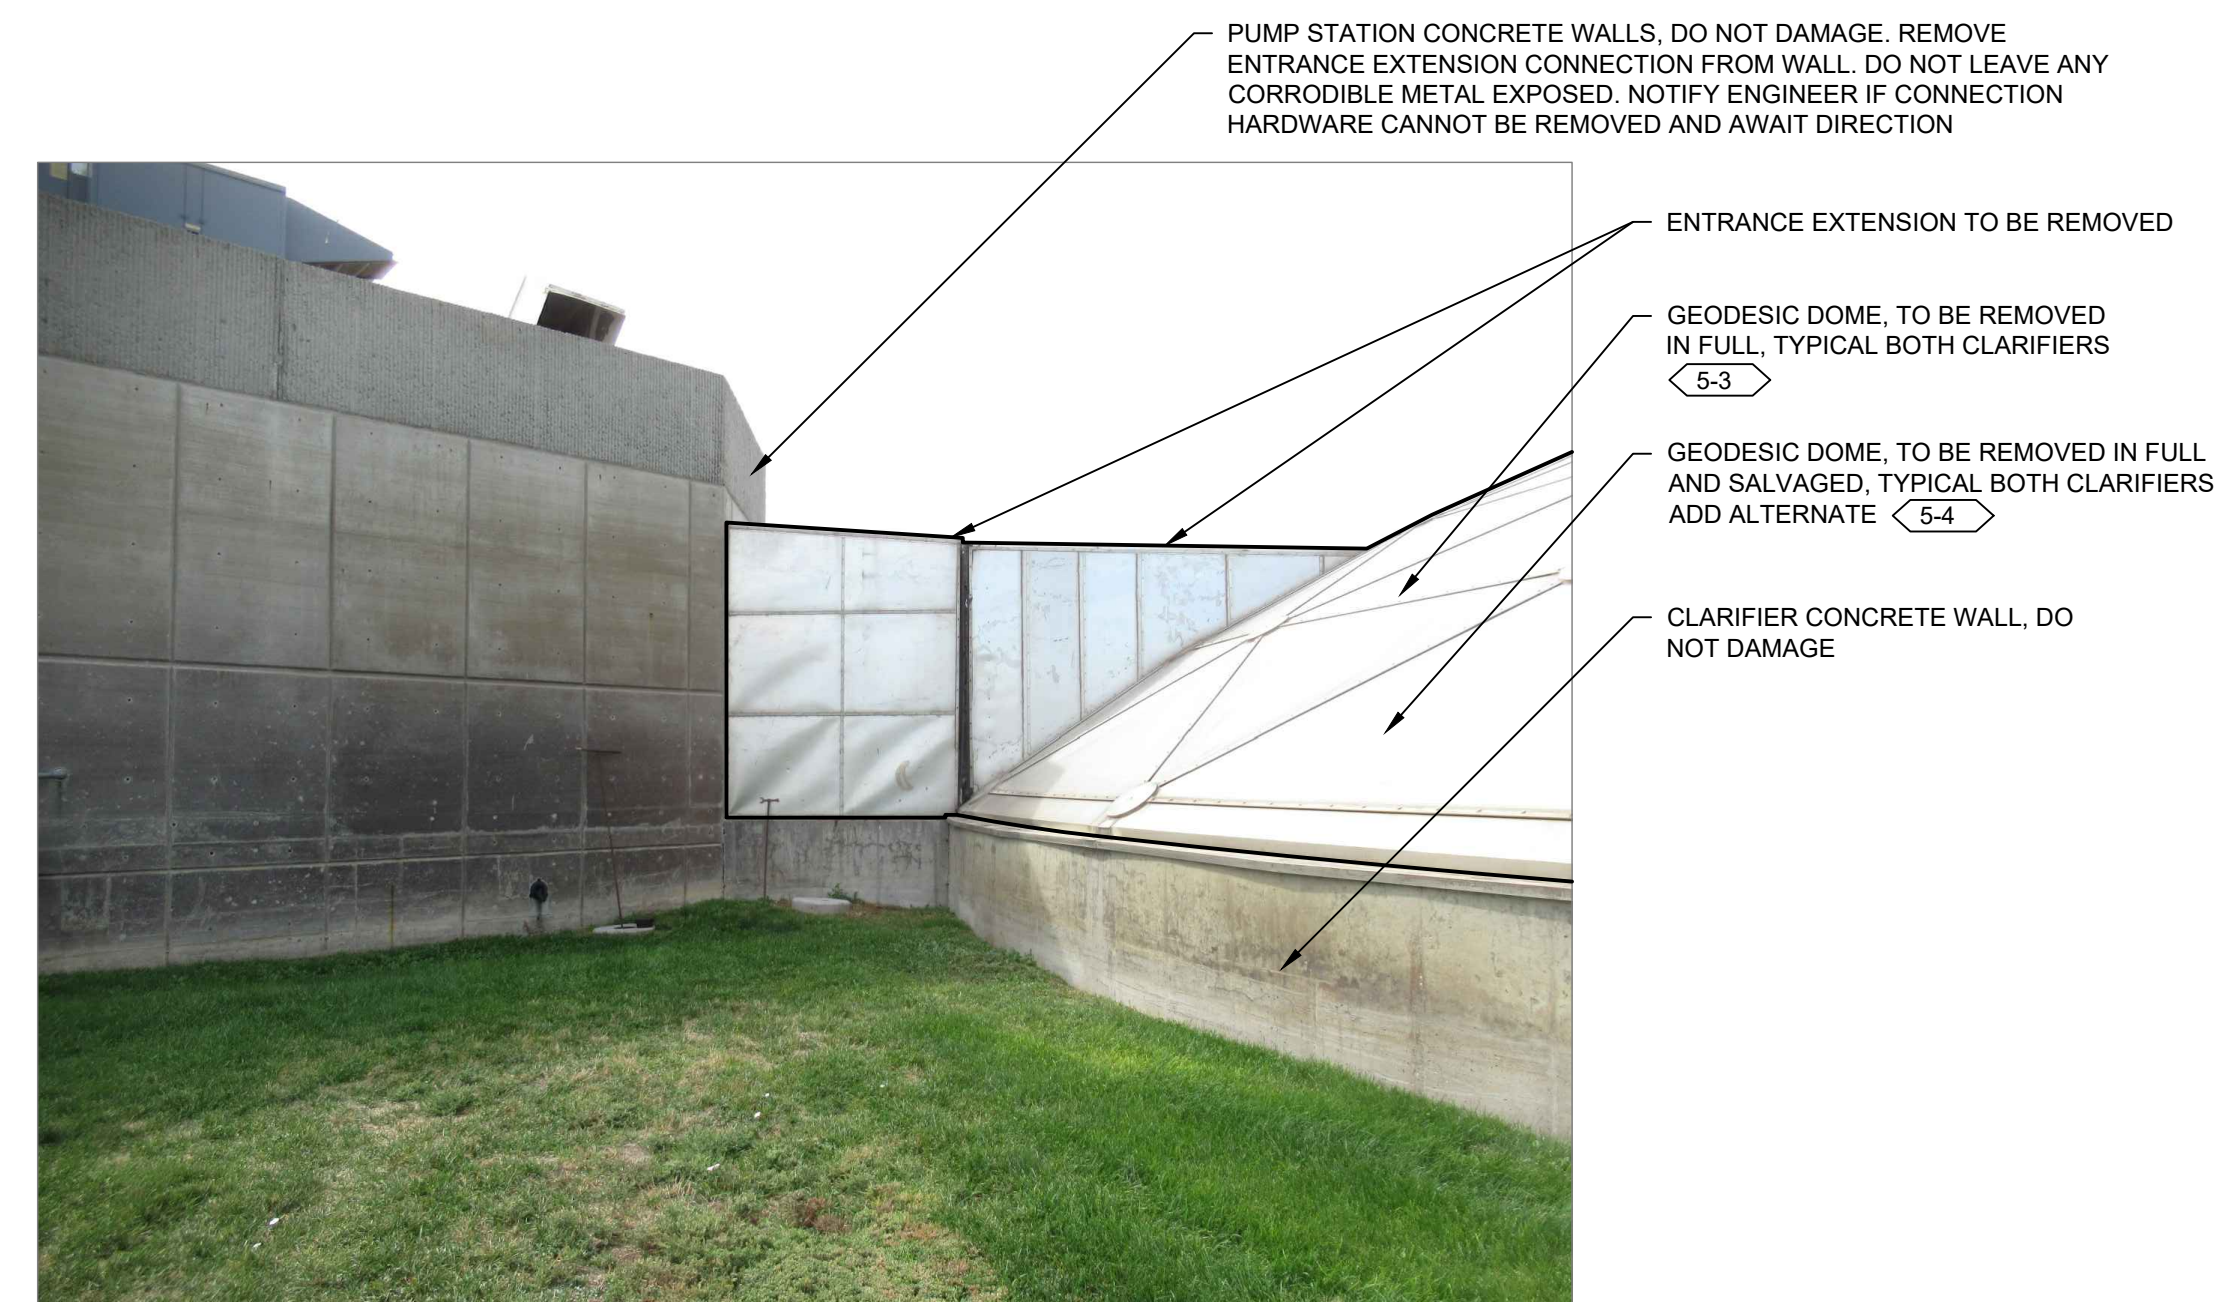 PUMP STATION CONCRETE WALLS, DO NOT DAMAGE. REMOVE
ENTRANCE EXTENSION CONNECTION FROM WALL. DO NOT LEAVE ANY
CORRODIBLE METAL EXPOSED. NOTIFY ENGINEER IF CONNECTION
HARDWARE CANNOT BE REMOVED AND AWAIT DIRECTION
ENTRANCE EXTENSION TO BE REMOVED
GEODESIC DOME, TO BE REMOVED
IN FULL, TYPICAL BOTH CLARIFIERS
5-3
GEODESIC DOME, TO BE REMOVED IN FULL
AND SALVAGED, TYPICAL BOTH CLARIFIERS
ADD ALTERNATE 5-4
CLARIFIER CONCRETE WALL, DO
NOT DAMAGE